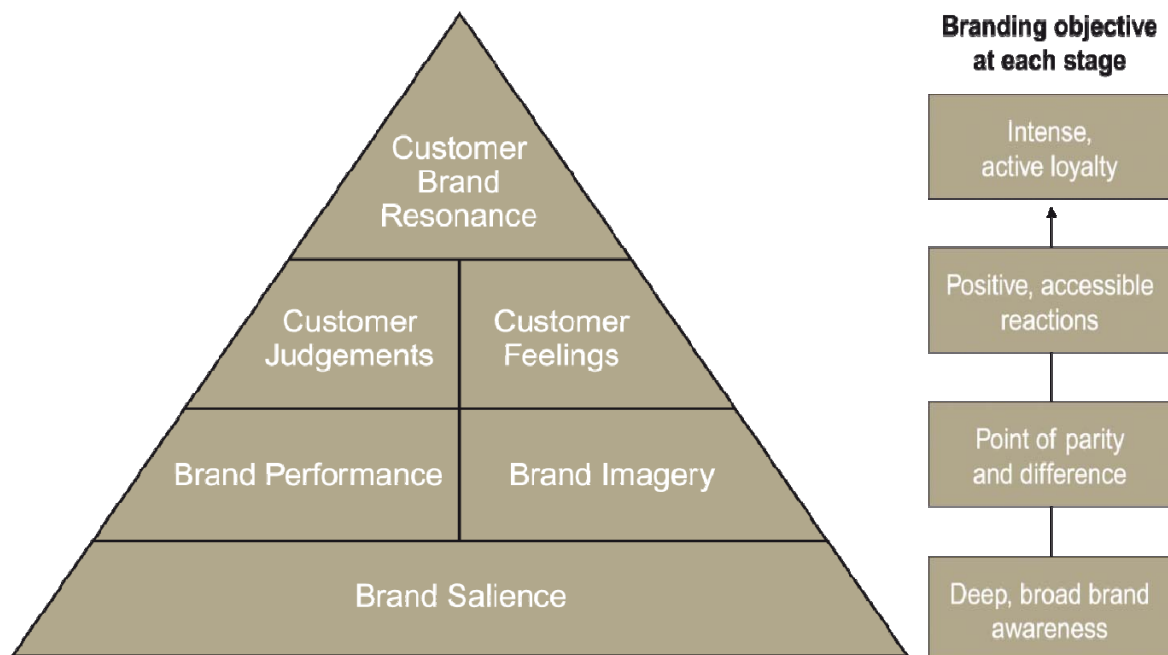 Customer
Brand
Resonance
Customer
Judgements
Customer
Feelings
Brand Performance
Brand Imagery
Brand Salience
Branding objective
at each stage
Intense,
active loyalty
Positive, accessible
reactions
Point of parity
and difference
Deep, broad brand
awareness